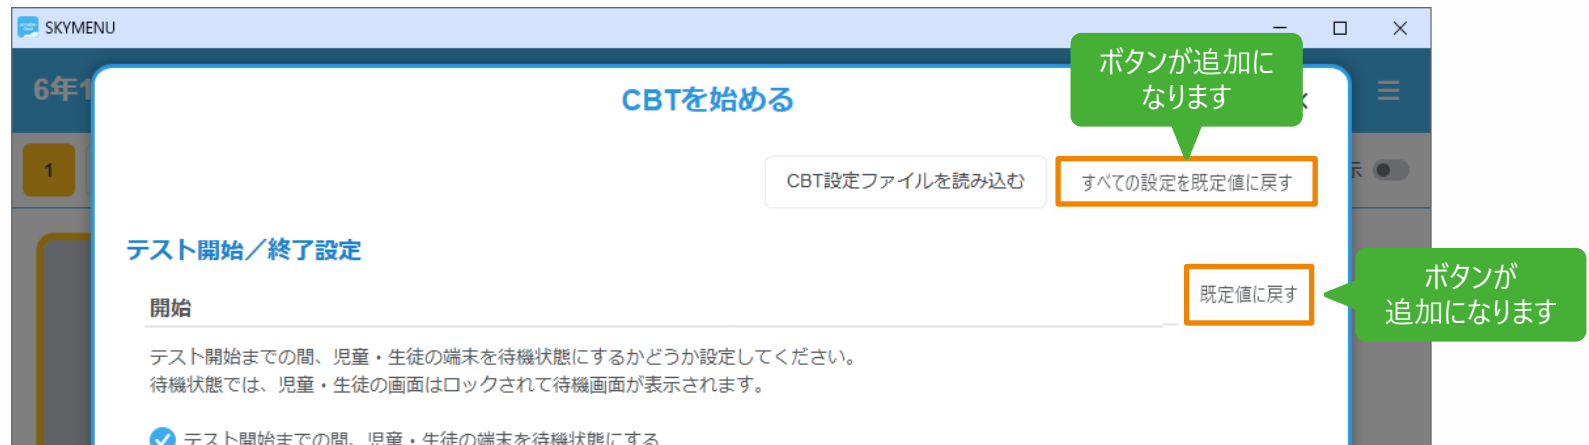 SKYMENU
ボタンが追加に
なります
6年1
CBTを始める
1
CBT設定ファイルを読み込む
すべての設定を既定値に戻す
示
テスト開始／終了設定
開始
既定値に戻す
ボタンが
追加になります
テスト開始までの間、児童・生徒の端末を待機状態にするかどうか設定してください。
待機状態では、児童・生徒の画面はロックされて待機画面が表示されます。
テスト開始までの間、児童・生徒の端末を待機状態にする